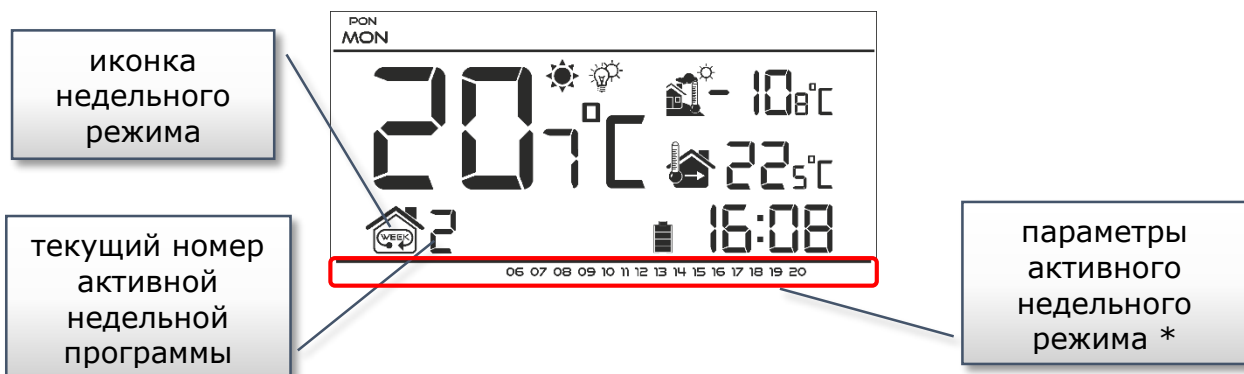 PON
MON
иконка
недельного
режима
20 7 °C
- 10 8 °C
22 5 °C
WEEK 2
16:08
06 07 08 09 10 11 12 13 14 15 16 17 18 19 20
текущий номер
активной
недельной
программы
параметры
активного
недельного
режима *